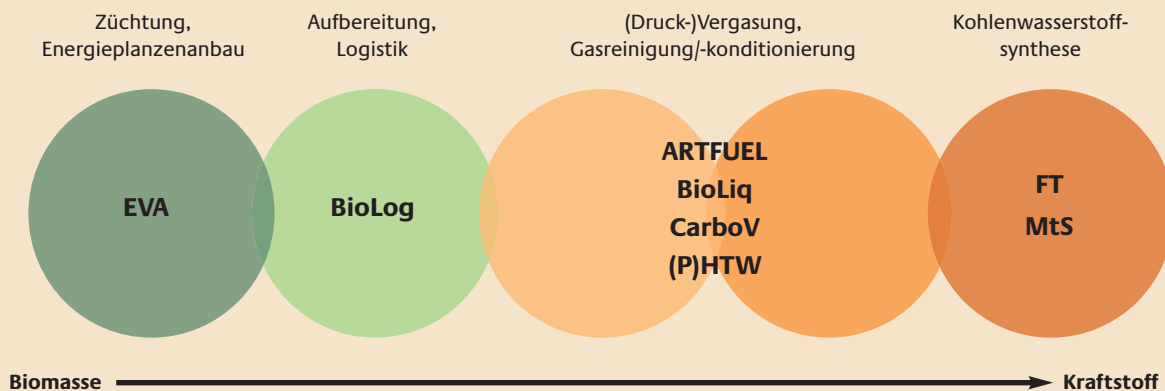 Züchtung,
Energieplanzenanbau
Aufbereitung,
Logistik
(Druck-)Vergasung,
Gasreinigung/-konditionierung
Kohlenwasserstoff-
synthese
EVA
BioLog
ARTFUEL
BioLiq
CarboV
(P)HTW
FT
MtS
Biomasse
Kraftstoff